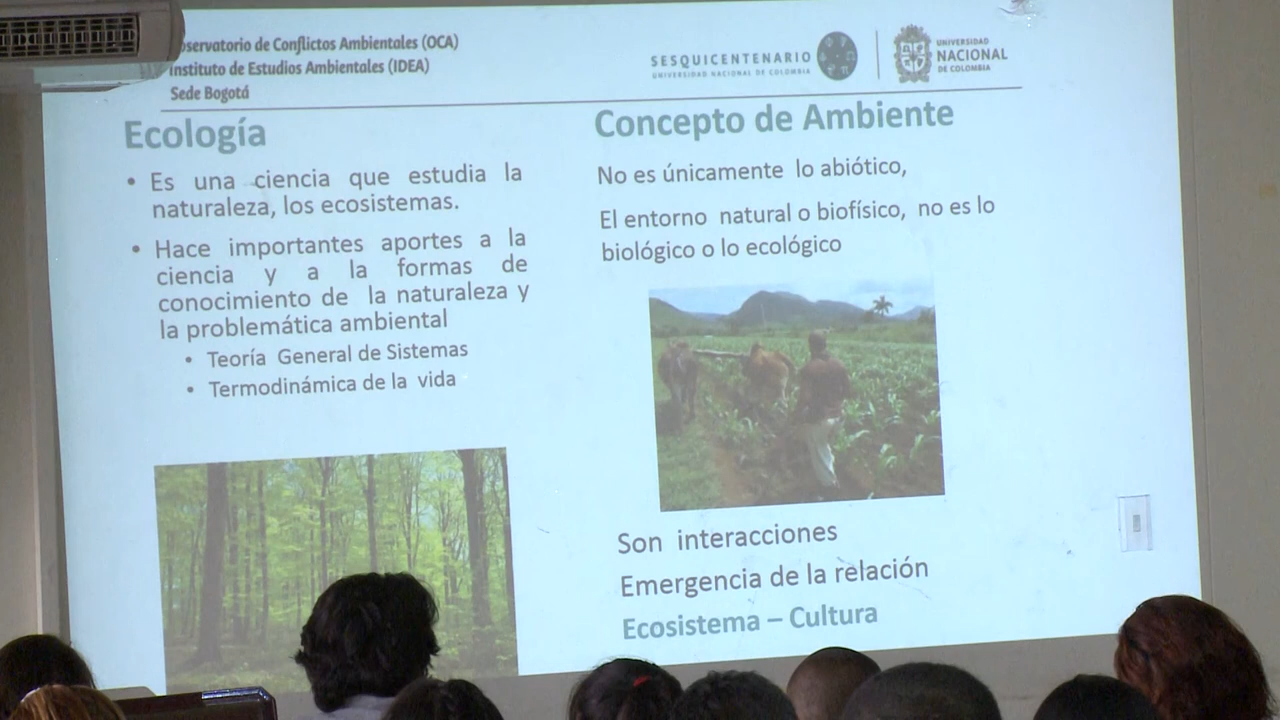 Observatorio de Conflictos Ambientales (OCA)
Instituto de Estudios Ambientales (IDEA)
Sede Bogotá
SESQUICENTENARIO
UNIVERSIDAD NACIONAL DE COLOMBIA
UNIVERSIDAD
NACIONAL
DE COLOMBIA
Ecología
• Es una ciencia que estudia la
naturaleza, los ecosistemas.
• Hace importantes aportes a la
ciencia y a la formas de
conocimiento de la naturaleza y
la problemática ambiental
• Teoría General de Sistemas
• Termodinámica de la vida
Concepto de Ambiente
No es únicamente lo abiótico,
El entorno natural o biofísico, no es lo
biológico o lo ecológico
Son interacciones
Emergencia de la relación
Ecosistema – Cultura